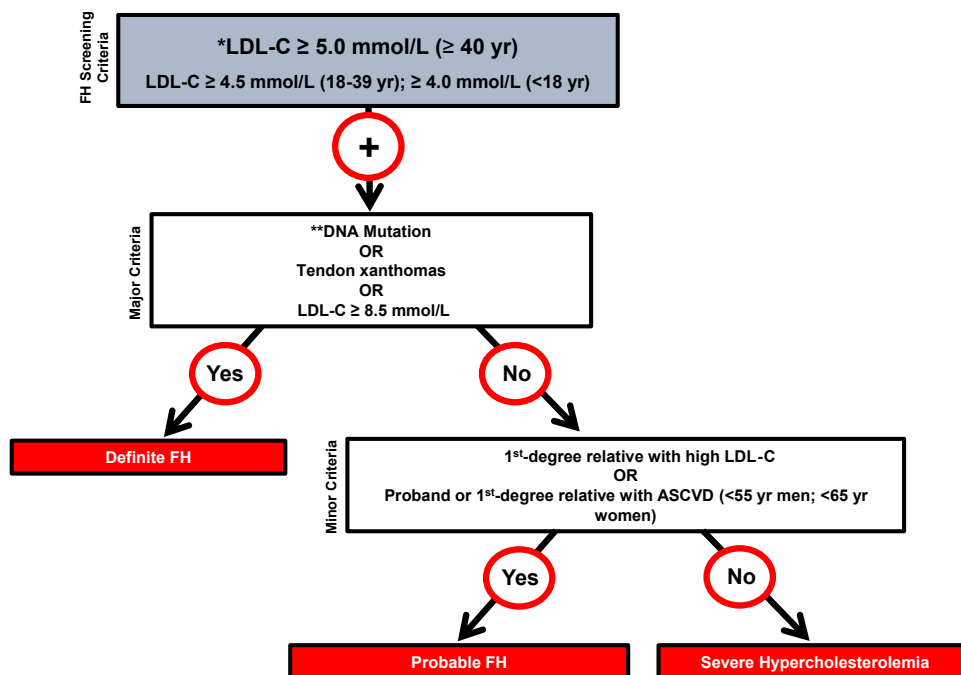 FH Screening
Criteria
*LDL-C ≥ 5.0 mmol/L (≥ 40 yr)
LDL-C ≥ 4.5 mmol/L (18-39 yr); ≥ 4.0 mmol/L (<18 yr)
+
Major Criteria
**DNA Mutation
OR
Tendon xanthomas
OR
LDL-C ≥ 8.5 mmol/L
Yes
No
Definite FH
Minor Criteria
1st-degree relative with high LDL-C
OR
Proband or 1st-degree relative with ASCVD (<55 yr men; <65 yr
women)
Yes
No
Probable FH
Severe Hypercholesterolemia